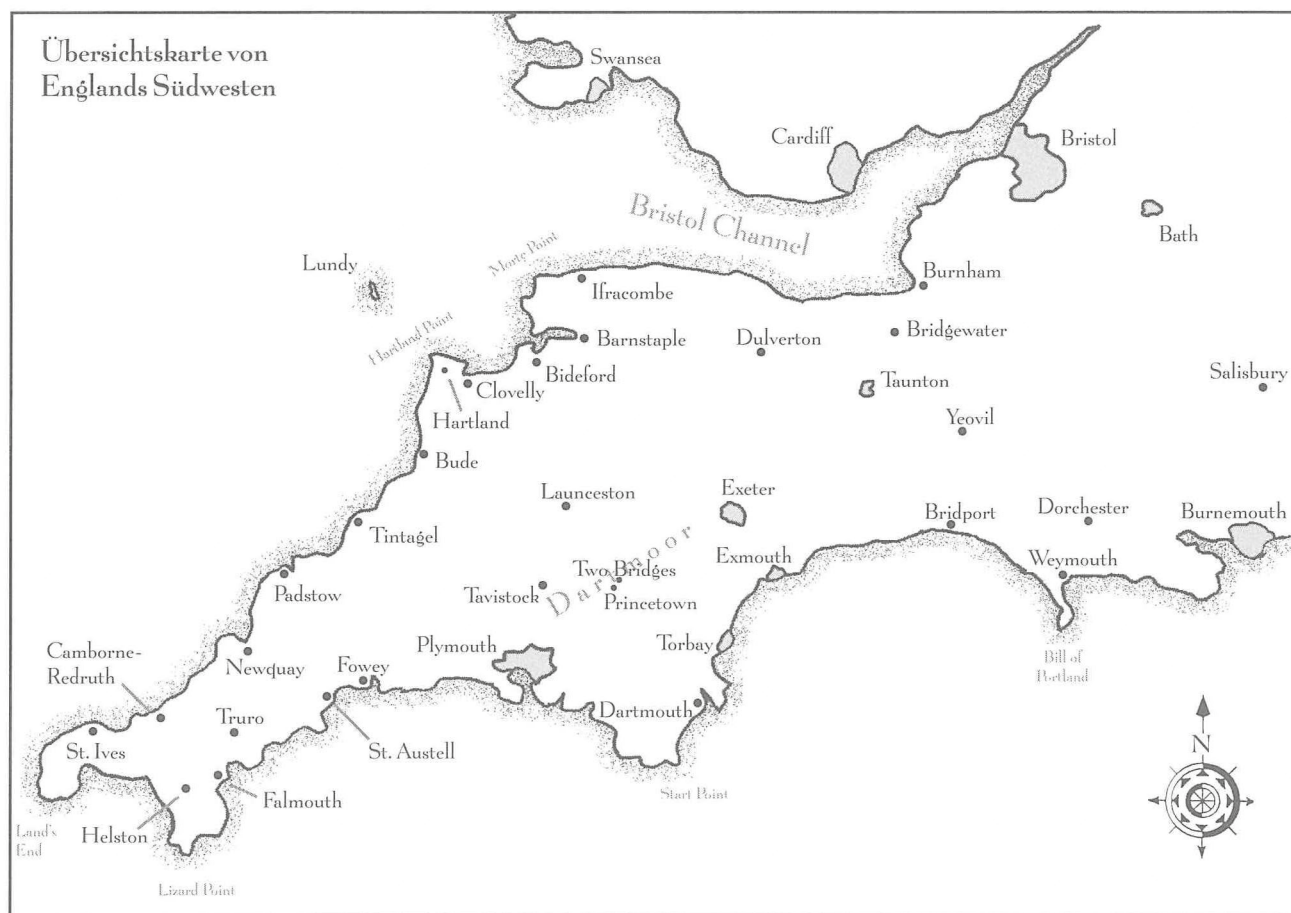 Übersichtskarte von
Englands Südwesten
Swansea
Cardiff
Bristol
Bath
Bristol Channel
Morte Point
Lundy
Ifracombe
Burnham
Hartland Point
Barnstaple
Dulverton
Bridgewater
Bideford
Clovelly
Taunton
Salisbury
Hartland
Yeovil
Bude
Launceston
Exeter
Bridport
Dorchester
Burnemouth
Tintagel
Dartmoor
Exmouth
Weymouth
Two Bridges
Padstow
Tavistock
Princetown
Camborne-
Redruth
Newquay
Fowey
Plymouth
Torbay
Bill of
Portland
Dartmouth
Truro
St. Ives
St. Austell
N
Start Point
Falmouth
Land's
End
Helston
Lizard Point